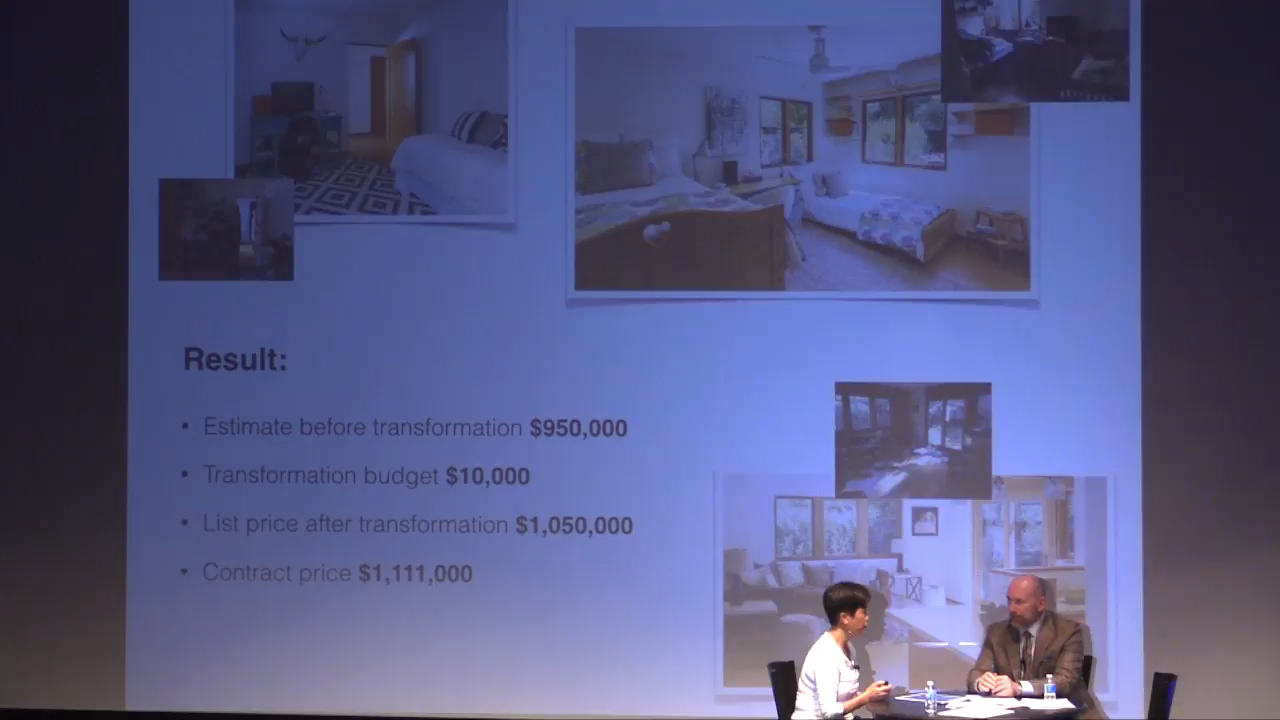 Result:
• Estimate before transformation $950,000
• Transformation budget $10,000
• List price after transformation $1,050,000
• Contract price $1,111,000